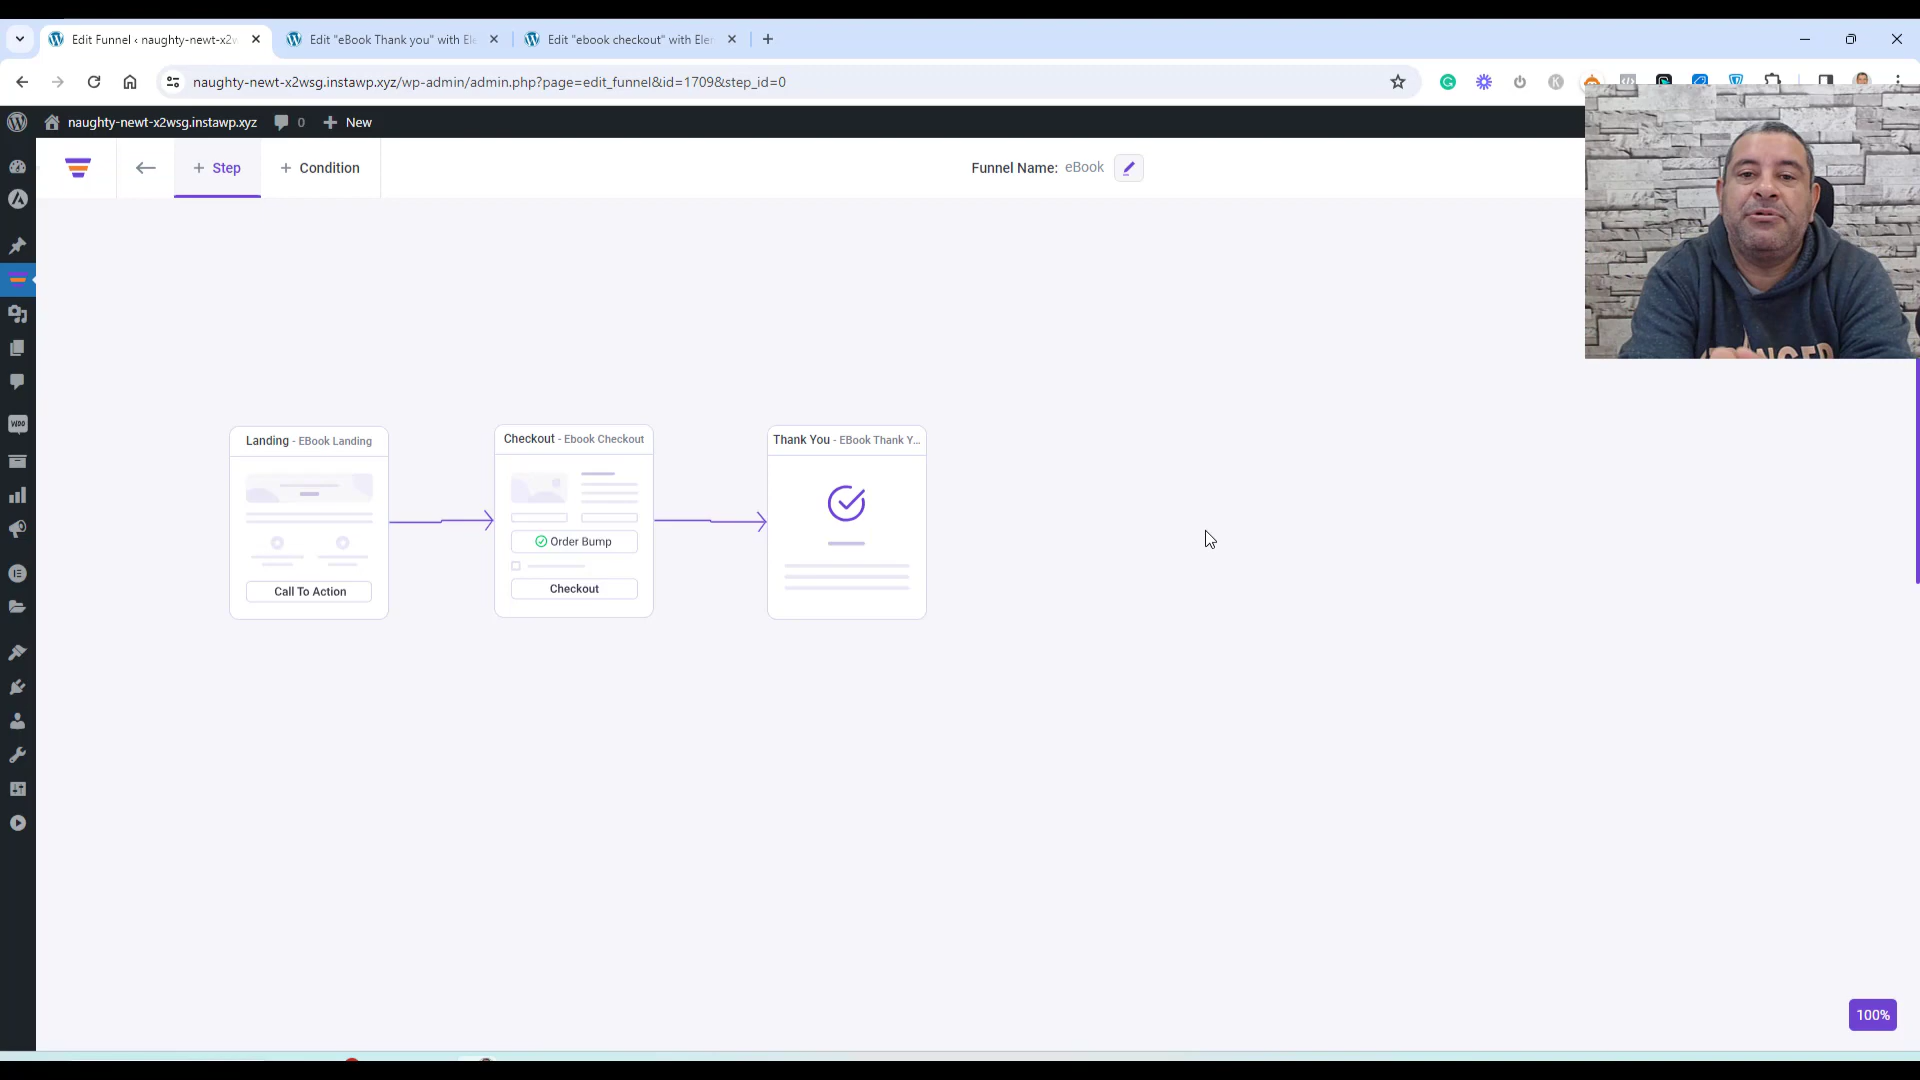 Edit Funnel ‹ naughty-newt-x2w
Edit "eBook Thank you" with Ele
Edit "ebook checkout" with Elem
naughty-newt-x2wsg.instawp.xyz/wp-admin/admin.php?page=edit_funnel&id=1709&step_id=0
naughty-newt-x2wsg.instawp.xyz
0
+ New
+ Step
+ Condition
Funnel Name: eBook
Landing - EBook Landing
Call To Action
Checkout - Ebook Checkout
Order Bump
Checkout
Thank You - EBook Thank Y...
WOO
100%